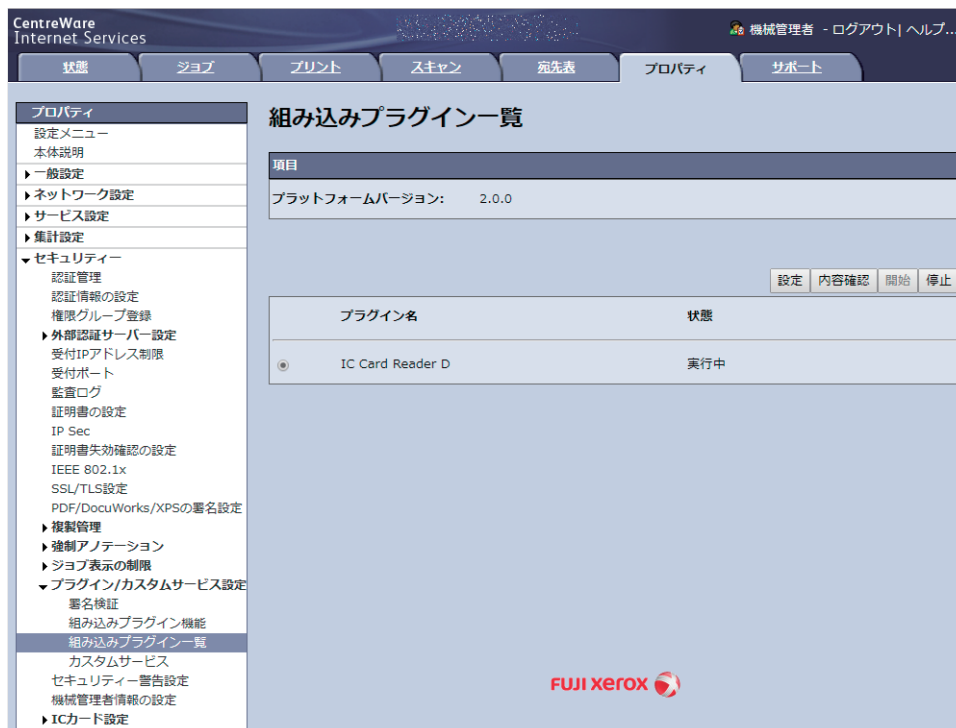 CentreWare
Internet Services
機械管理者 - ログアウト| ヘルプ...
状態 ジョブ プリント スキャン 宛先表 プロパティ サポート
プロパティ
設定メニュー
本体説明
一般設定
ネットワーク設定
サービス設定
集計設定
セキュリティー
認証管理
認証情報の設定
権限グループ登録
外部認証サーバー設定
受付IPアドレス制限
受付ポート
監査ログ
証明書の設定
IP Sec
証明書失効確認の設定
IEEE 802.1x
SSL/TLS設定
PDF/DocuWorks/XPSの署名設定
複製管理
強制アノテーション
ジョブ表示の制限
プラグイン/カスタムサービス設定
署名検証
組み込みプラグイン機能
組み込みプラグイン一覧
カスタムサービス
セキュリティー警告設定
機械管理者情報の設定
ICカード設定
組み込みプラグイン一覧
項目
プラットフォームバージョン: 2.0.0
設定 内容確認 開始 停止
プラグイン名 状態
IC Card Reader D 実行中
FUJI xerox